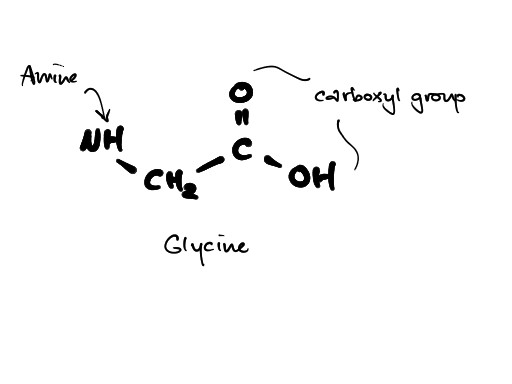 Amine
O
carboxyl group
NH
C
CH₂
OH
Glycine